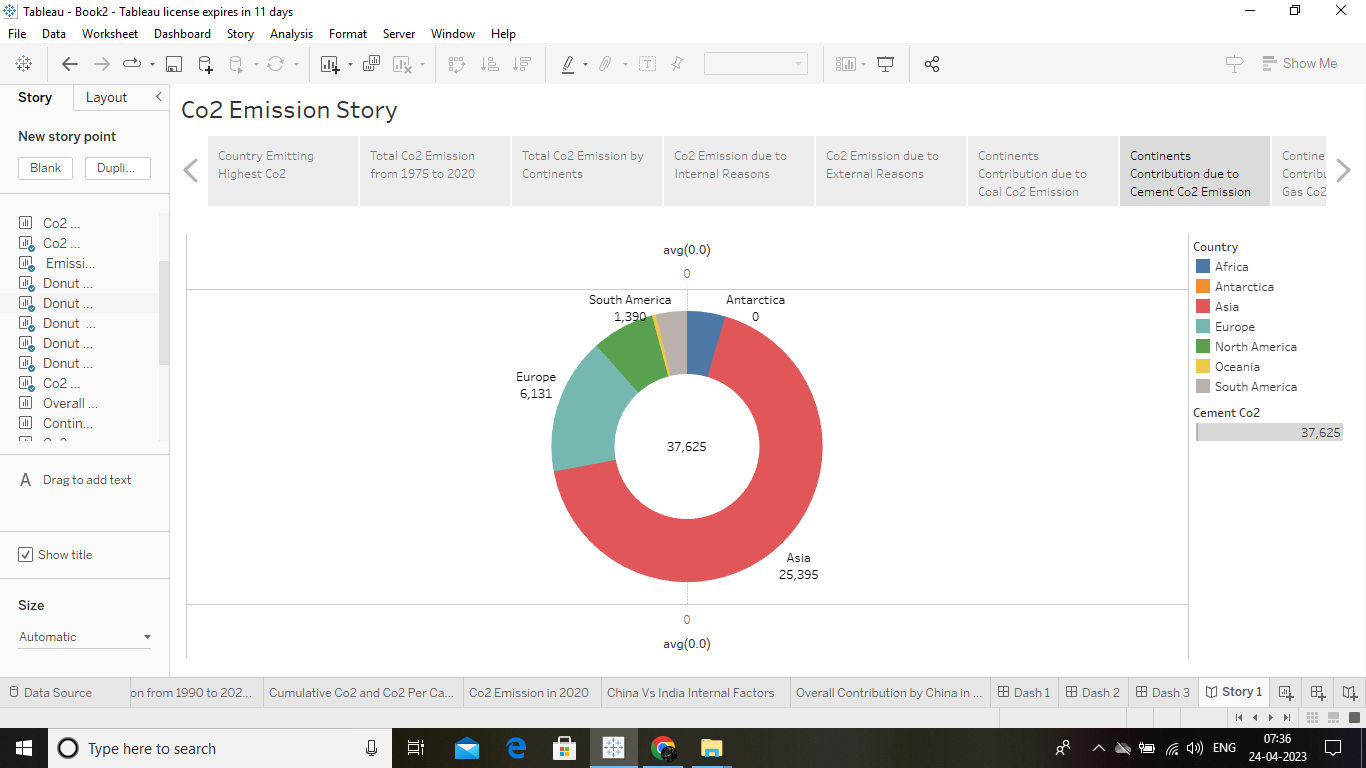 Tableau - Book2 - Tableau license expires in 11 days
File Data Worksheet Dashboard Story Analysis Format Server Window Help
Show Me
Story Layout
New story point
Blank Dupli...
Co2 ...
Co2 ...
Emissi...
Donut ...
Donut ...
Donut ...
Donut ...
Donut ...
Co2 ...
Overall ...
Contin...
A Drag to add text
Show title
Size
Automatic
Co2 Emission Story
Country Emitting
Highest Co2
Total Co2 Emission
from 1975 to 2020
Total Co2 Emission by
Continents
Co2 Emission due to
Internal Reasons
Co2 Emission due to
External Reasons
Continents
Contribution due to
Coal Co2 Emission
Continents
Contribution due to
Cement Co2 Emission
Contine
Contribu
Gas Co2
avg(0.0)
0
South America
1,390
Antarctica
0
Europe
6,131
37,625
Asia
25,395
0
avg(0.0)
Country
Africa
Antarctica
Asia
Europe
North America
Oceania
South America
Cement Co2
37,625
Data Source on from 1990 to 202... Cumulative Co2 and Co2 Per Ca... Co2 Emission in 2020 China Vs India Internal Factors Overall Contribution by China in ... Dash 1 Dash 2 Dash 3 Story 1
Type here to search
ENG
07:36
24-04-2023